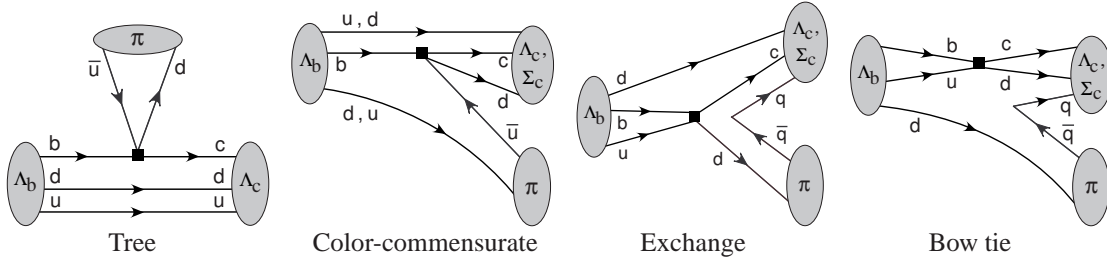 π
u̅ d
b c
Λb d d Λc
u u
Tree
u, d
Λb b c Λc, Σc
d
d, u u̅
π
Color-commensurate
Λc, Σc
d c
Λb b q
u d q̅
π
Exchange
b c
Λb u d Λc, Σc
d q
q̅
π
Bow tie